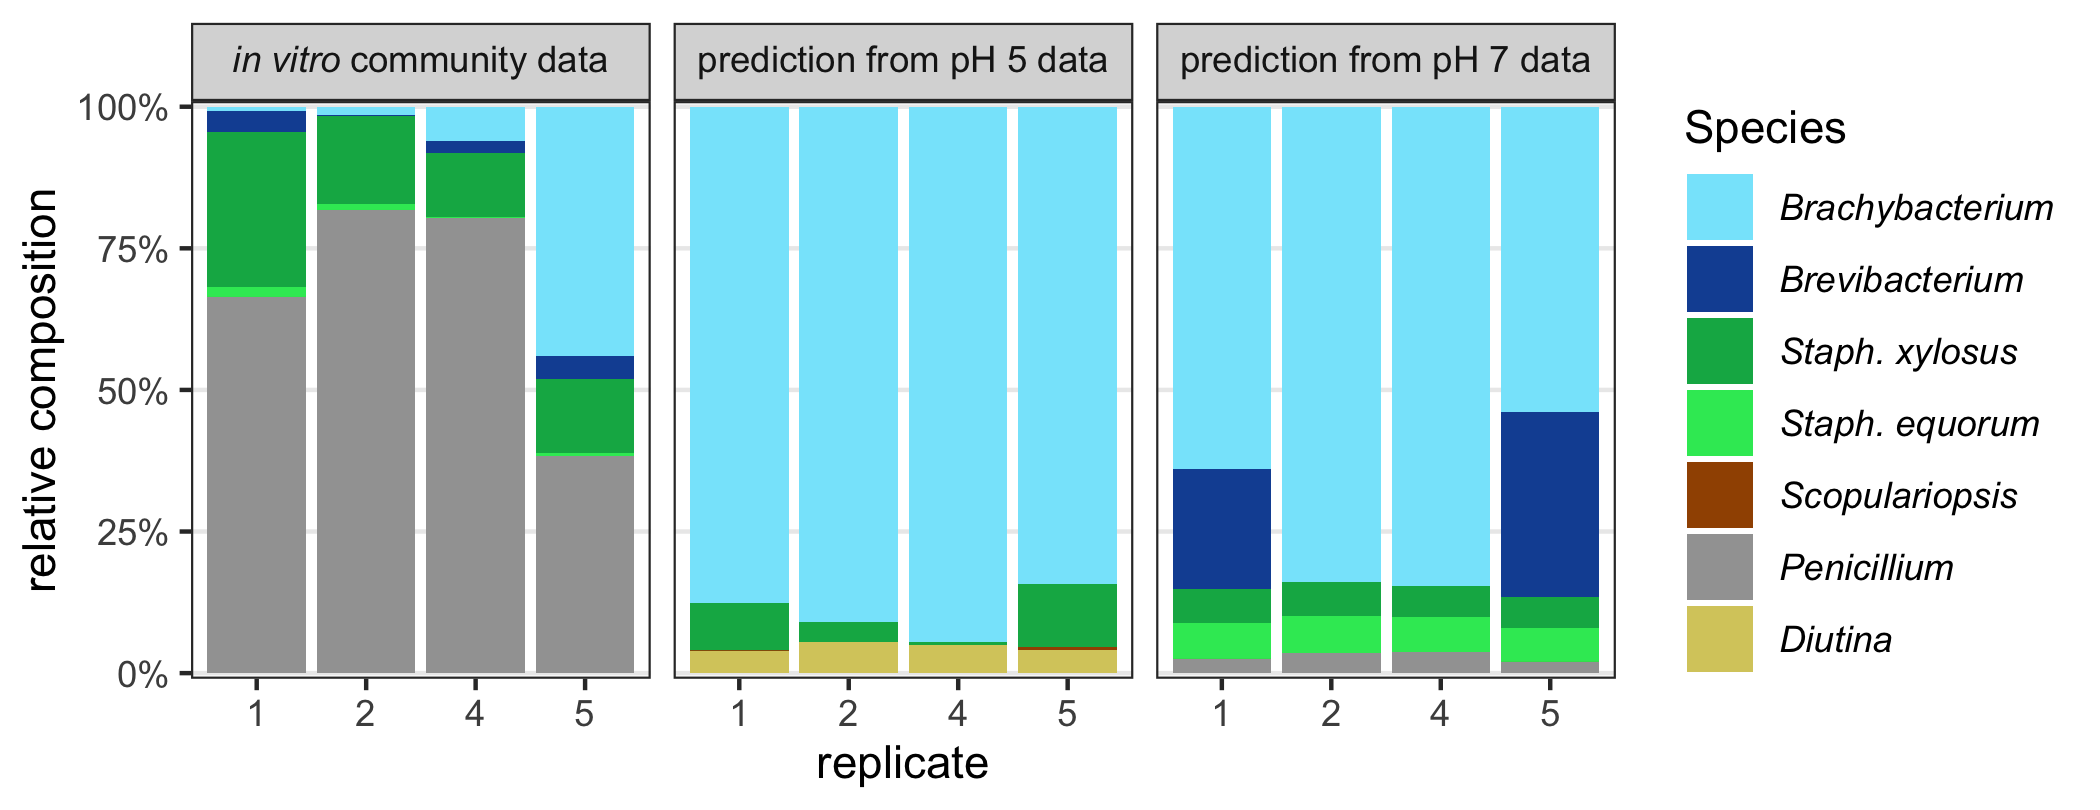 in vitro community data
prediction from pH 5 data
prediction from pH 7 data
relative composition
100%
75%
50%
25%
0%
1 2 4 5
1 2 4 5
1 2 4 5
replicate
Species
Brachybacterium
Brevibacterium
Staph. xylosus
Staph. equorum
Scopulariopsis
Penicillium
Diutina